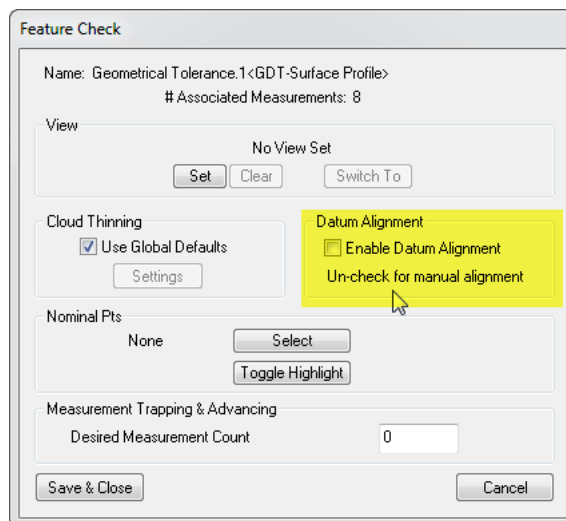 Feature Check
Name: Geometrical Tolerance.1<GDT-Surface Profile>
# Associated Measurements: 8
View
No View Set
Set Clear Switch To
Cloud Thinning
Use Global Defaults
Settings
Datum Alignment
Enable Datum Alignment
Un-check for manual alignment
Nominal Pts
None Select
Toggle Highlight
Measurement Trapping & Advancing
Desired Measurement Count 0
Save & Close Cancel